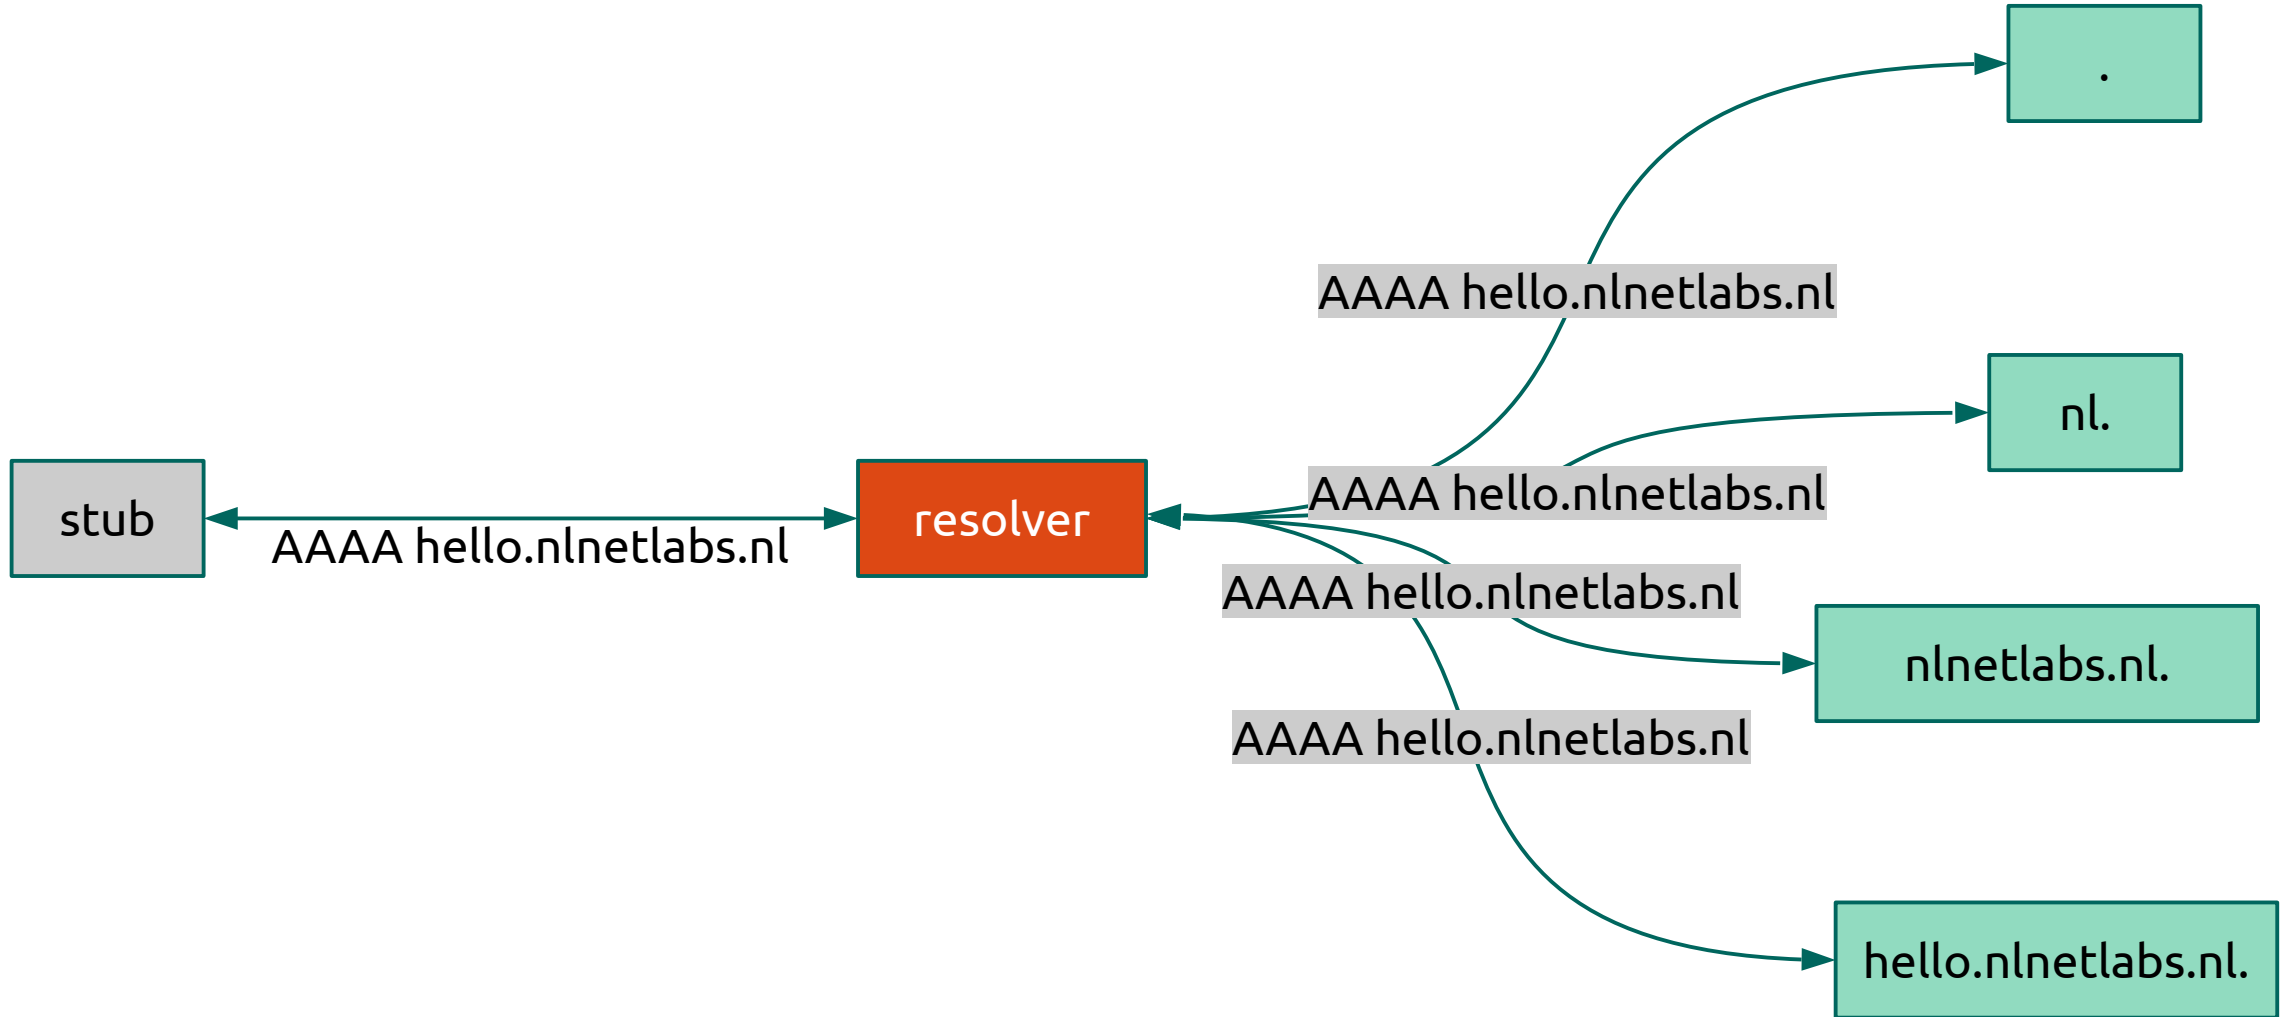 .
AAAA hello.nlnetlabs.nl
nl.
AAAA hello.nlnetlabs.nl
stub
resolver
AAAA hello.nlnetlabs.nl
AAAA hello.nlnetlabs.nl
nlnetlabs.nl.
AAAA hello.nlnetlabs.nl
hello.nlnetlabs.nl.